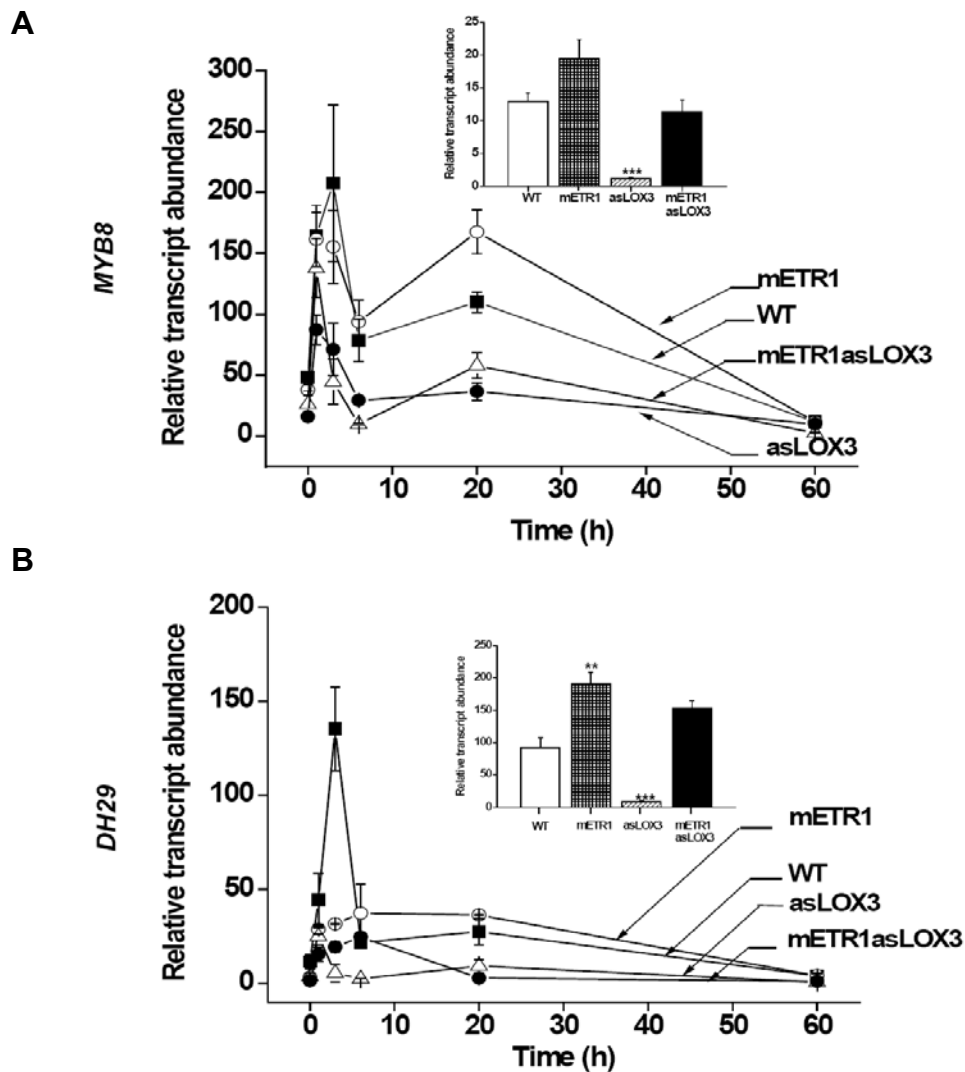 A
MYB8
Relative transcript abundance
300
250
200
150
100
50
0
0 10 20 30 40 50 60
Time (h)
mETR1
WT
mETR1asLOX3
asLOX3
Relative transcript abundance
25
20
15
10
5
0
***
WT mETR1 asLOX3 mETR1
asLOX3
B
DH29
Relative transcript abundance
200
150
100
50
0
0 10 20 30 40 50 60
Time (h)
mETR1
WT
asLOX3
mETR1asLOX3
Relative transcript abundance
250
200
150
100
50
0
**
***
WT mETR1 asLOX3 mETR1
asLOX3